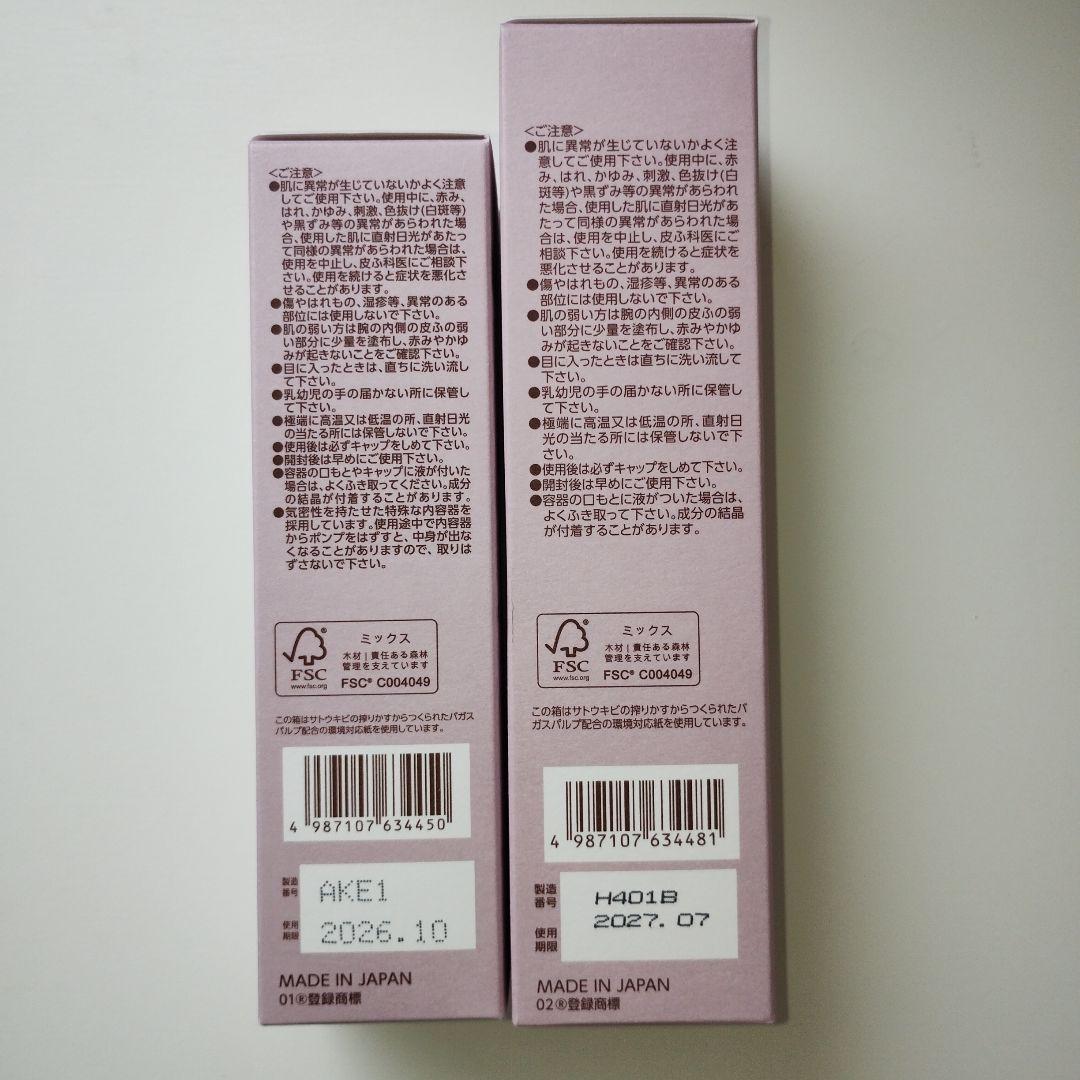 <ご注意>
●肌に異常が生じていないかよく注意
してご使用下さい。使用中に、赤み、
はれ、かゆみ、刺激、色抜け(白斑等)
や黒ずみ等の異常があらわれた場
合、使用した肌に直射日光があたっ
て同様の異常があらわれた場合は、
使用を中止し、皮ふ科医にご相談下
さい。使用を続けると症状を悪化さ
せることがあります。
●傷やはれもの、湿疹等、異常のある
部位には使用しないで下さい。
●肌の弱い方は腕の内側の皮ふの弱
い部分に少量を塗布し、赤みやかゆ
みが起きないことをご確認下さい。
●目に入ったときは、直ちに洗い流し
て下さい。
●乳幼児の手の届かない所に保管し
て下さい。
●極端に高温又は低温の所、直射日光
の当たる所には保管しないで下さい。
●使用後は必ずキャップをしめて下さい。
●開封後は早めにご使用下さい。
●容器の口もとやキャップに液が付いた
場合は、よくふき取ってください。成分
の結晶が付着することがあります。
●気密性を持たせた特殊な内容器を
採用しています。使用途中で内容器
からポンプをはずすと、中身が出な
くなることがありますので、取りは
ずさないで下さい。
FSC®
www.fsc.org
ミックス
木材|責任ある森林
管理を支えています
FSC® C004049
この箱はサトウキビの搾りかすからつくられたバガス
パルプ配合の環境対応紙を使用しています。
4 987107 634450
製造
番号
AKE1
使用
期限
2026.10
MADE IN JAPAN
01®登録商標
<ご注意>
●肌に異常が生じていないかよく注
意してご使用下さい。使用中に、赤
み、はれ、かゆみ、刺激、色抜け(白
斑等)や黒ずみ等の異常があらわれ
た場合、使用した肌に直射日光があ
たって同様の異常があらわれた場
合は、使用を中止し、皮ふ科医にご
相談下さい。使用を続けると症状を
悪化させることがあります。
●傷やはれもの、湿疹等、異常のある
部位には使用しないで下さい。
●肌の弱い方は腕の内側の皮ふの弱
い部分に少量を塗布し、赤みやかゆ
みが起きないことをご確認下さい。
●目に入ったときは直ちに洗い流して
下さい。
●乳幼児の手の届かない所に保管し
て下さい。
●極端に高温又は低温の所、直射日
光の当たる所には保管しないで下
さい。
●使用後は必ずキャップをしめて下さい。
●開封後は早めにご使用下さい。
●容器の口もとに液がついた場合は、
よくふき取って下さい。成分の結晶
が付着することがあります。
FSC®
www.fsc.org
ミックス
木材|責任ある森林
管理を支えています
FSC® C004049
この箱はサトウキビの搾りかすからつくられたバ
ガスパルプ配合の環境対応紙を使用しています。
4 987107 634481
製造
番号
H401B
2027.07
使用
期限
MADE IN JAPAN
02®登録商標